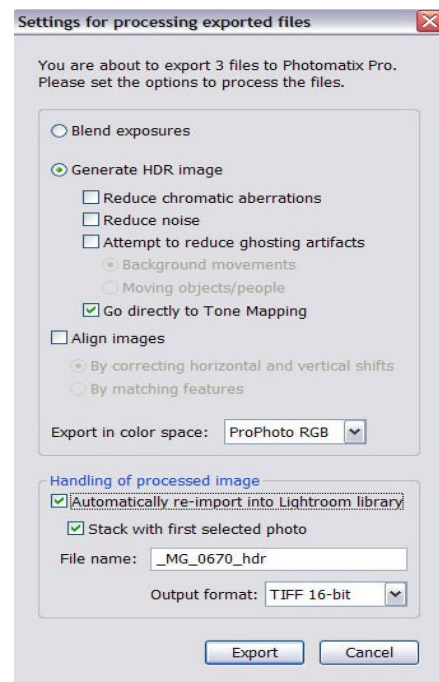 Settings for processing exported files
You are about to export 3 files to Photomatix Pro.
Please set the options to process the files.
Blend exposures
Generate HDR image
Reduce chromatic aberrations
Reduce noise
Attempt to reduce ghosting artifacts
Background movements
Moving objects/people
Go directly to Tone Mapping
Align images
By correcting horizontal and vertical shifts
By matching features
Export in color space: ProPhoto RGB
Handling of processed image
Automatically re-import into Lightroom library
Stack with first selected photo
File name: _MG_0670_hdr
Output format: TIFF 16-bit
Export Cancel